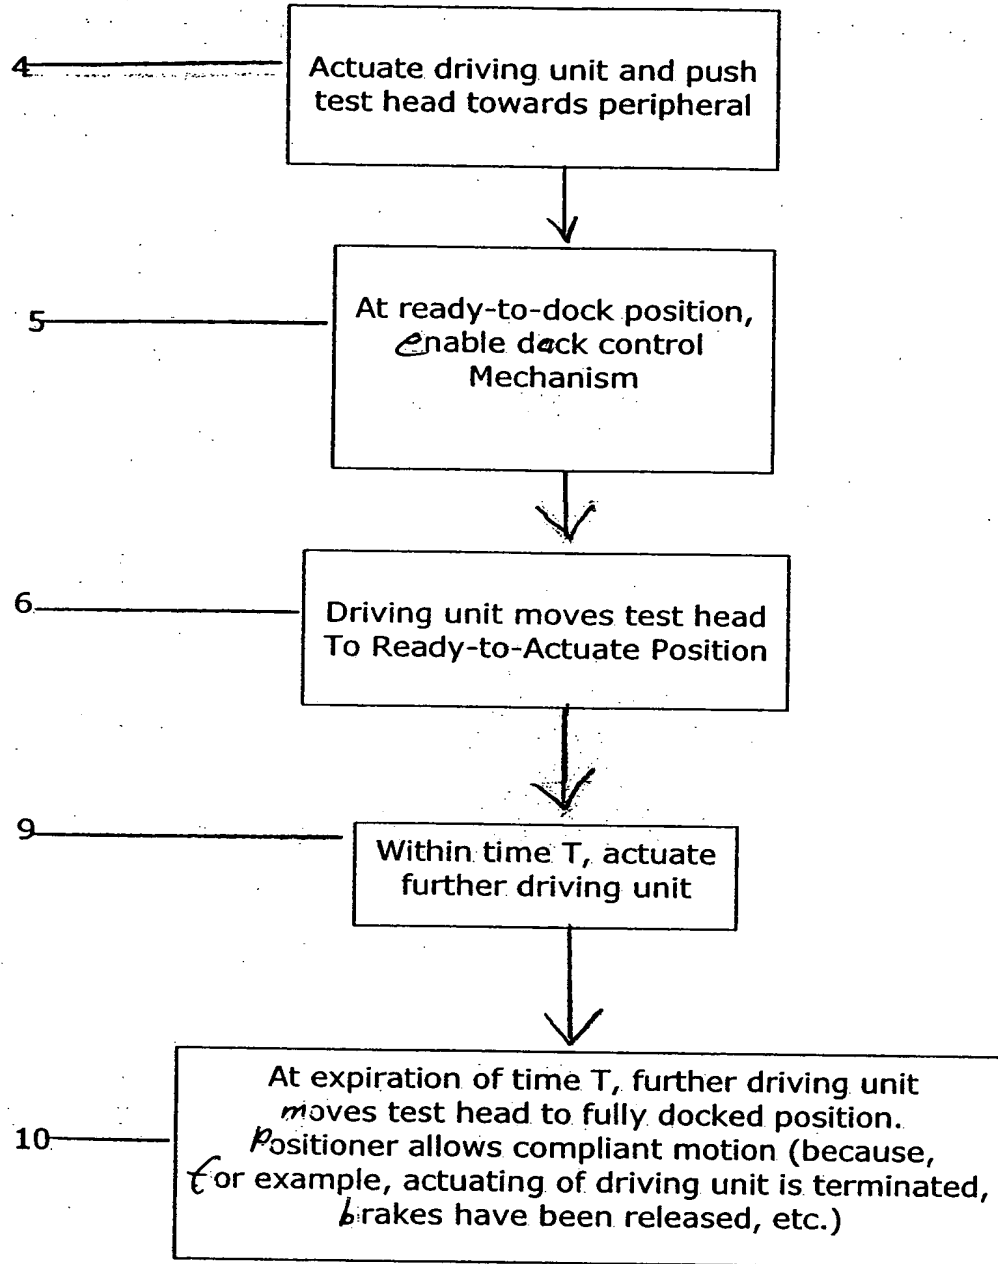 4
Actuate driving unit and push
test head towards peripheral
5
At ready-to-dock position,
enable dock control
Mechanism
6
Driving unit moves test head
To Ready-to-Actuate Position
9
Within time T, actuate
further driving unit
10
At expiration of time T, further driving unit
moves test head to fully docked position.
Positioner allows compliant motion (because,
for example, actuating of driving unit is terminated,
brakes have been released, etc.)